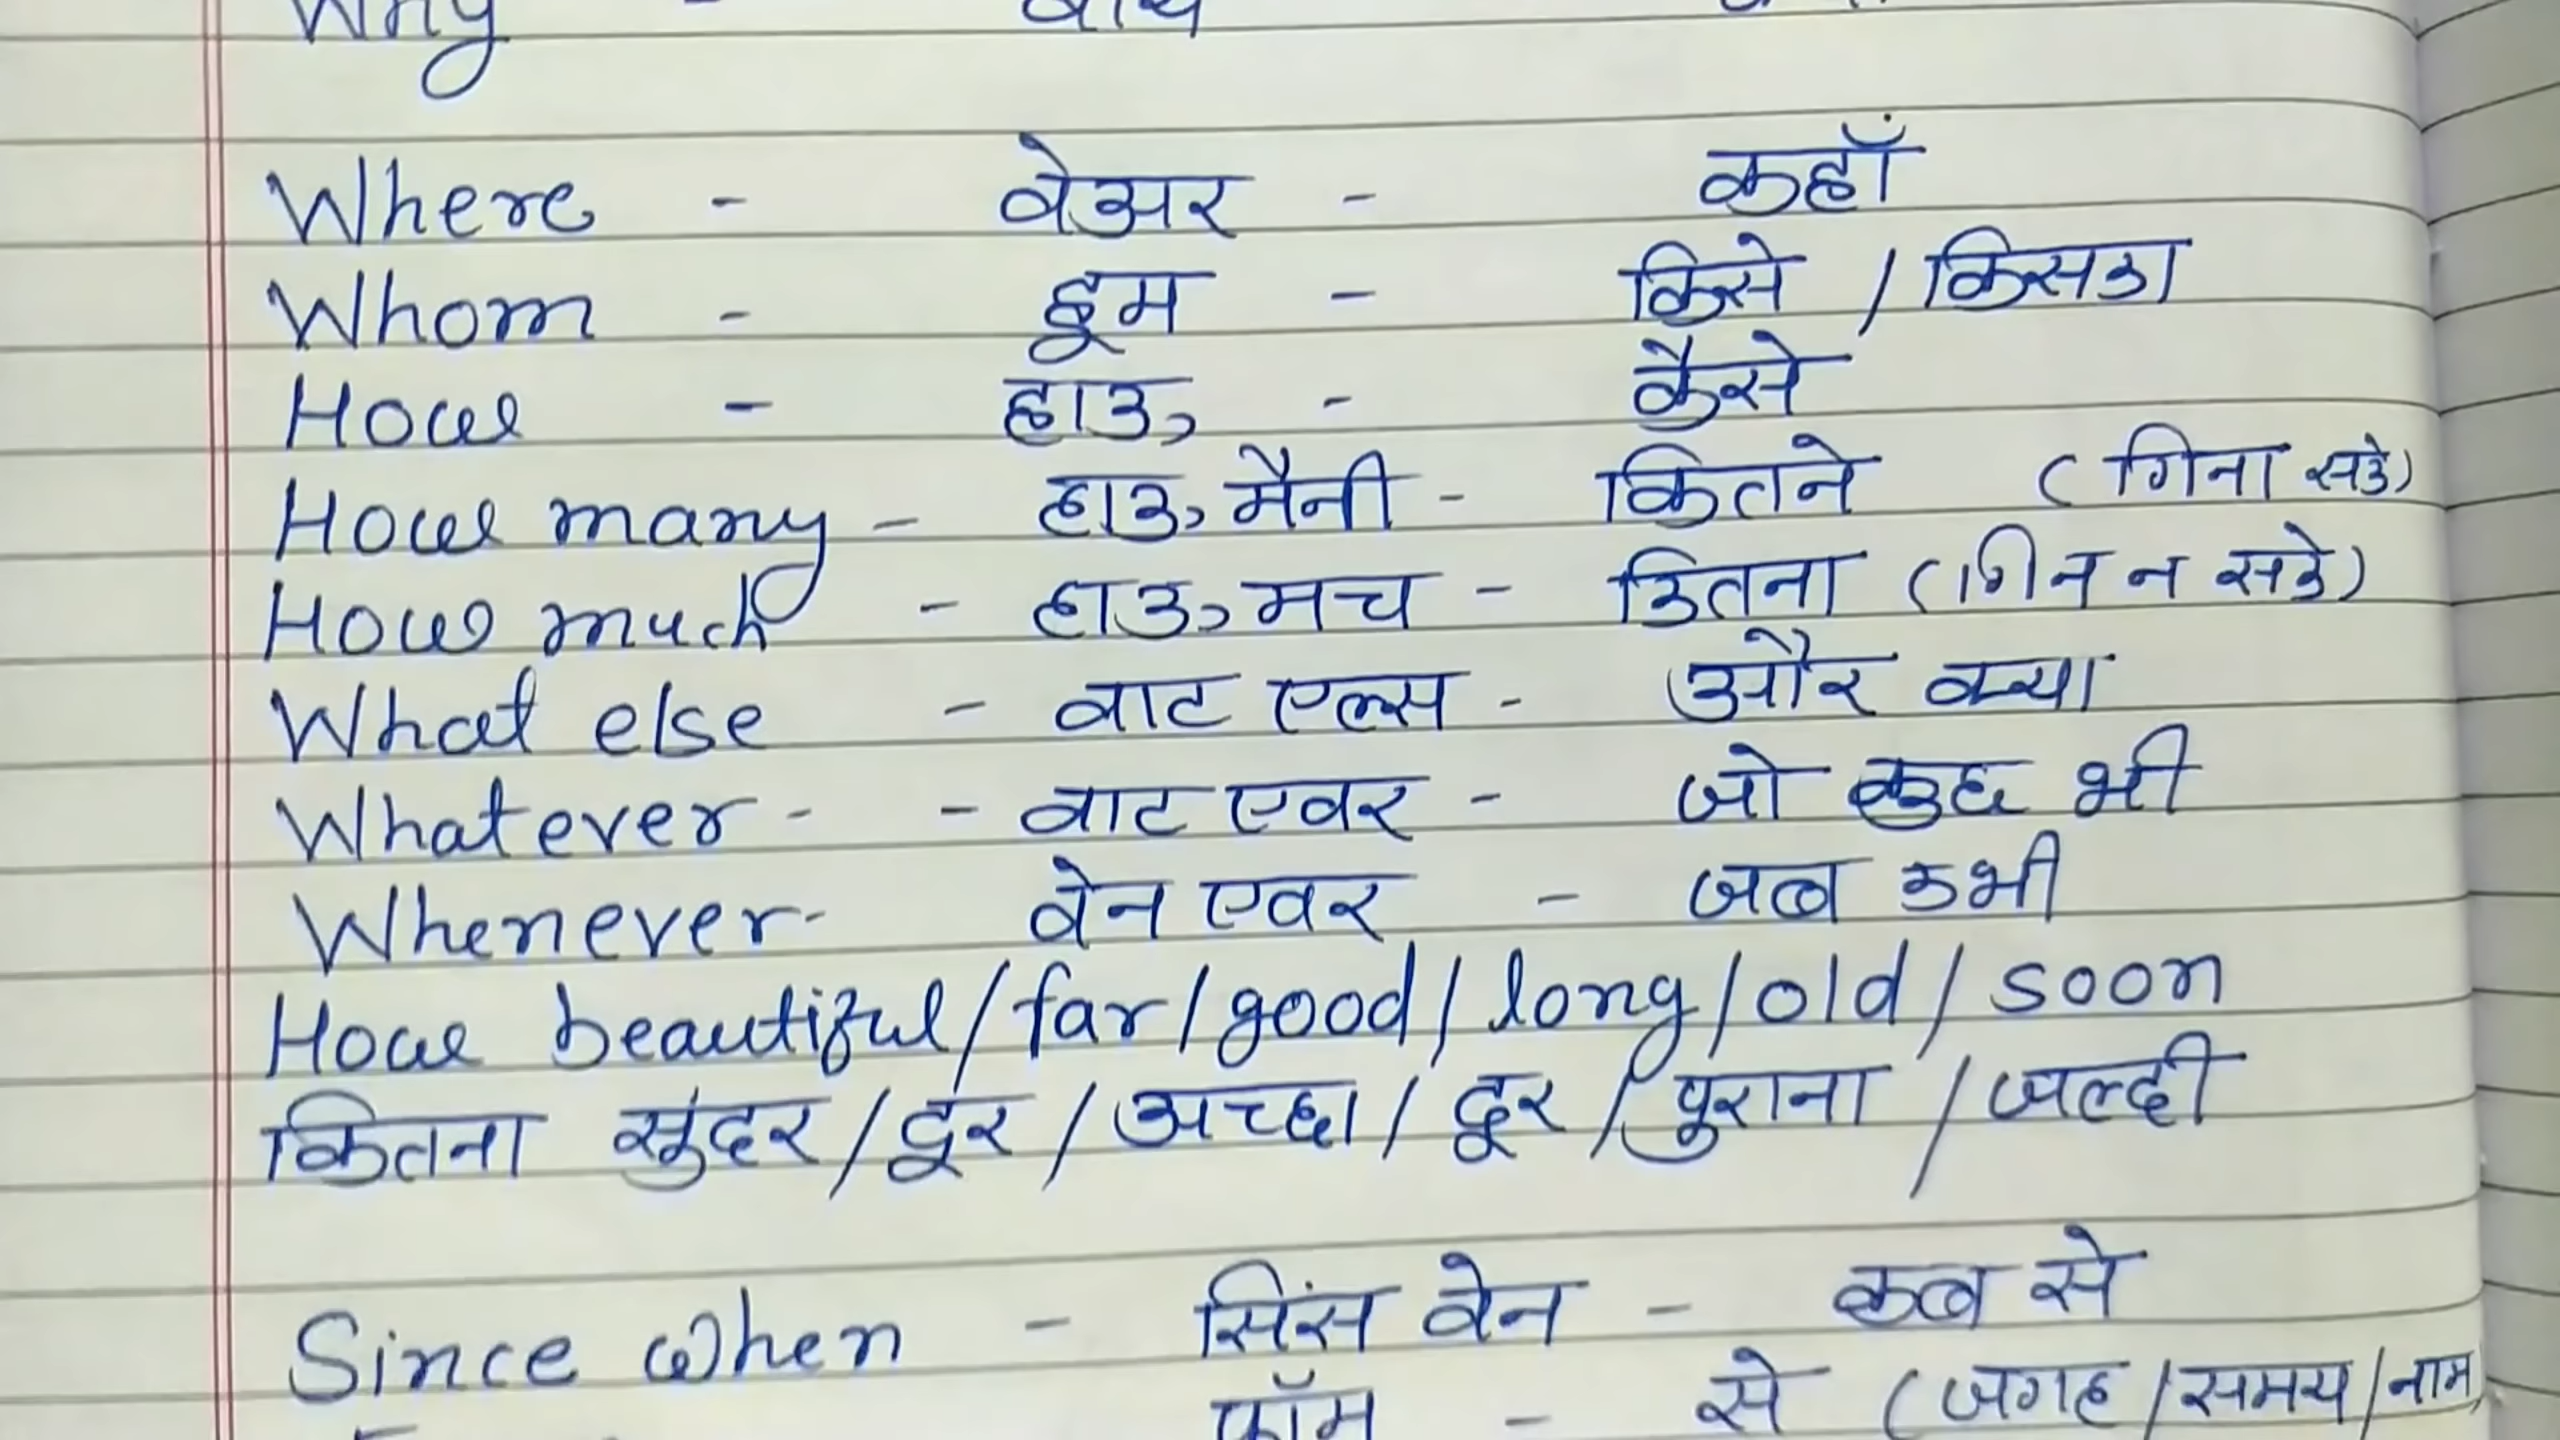 Why - वाय
Where - वेअर - कहाँ
Whom - हूम - किसे / किसका
How - हाउ, - कैसे
How many - हाउ, मैनी - कितने (गिना सके)
How much - हाउ, मच - कितना (गिन न सके)
What else - वाट एल्स - और क्या
Whatever - - वाट एवर - जो कुछ भी
Whenever - वेन एवर - जब कभी
How beautiful / far / good / long / old / soon
कितना सुंदर / दूर / अच्छा / दूर / पुराना / जल्दी
Since when - सिंस वेन - कब से
फ्रॉम - से (जगह / समय / नाम